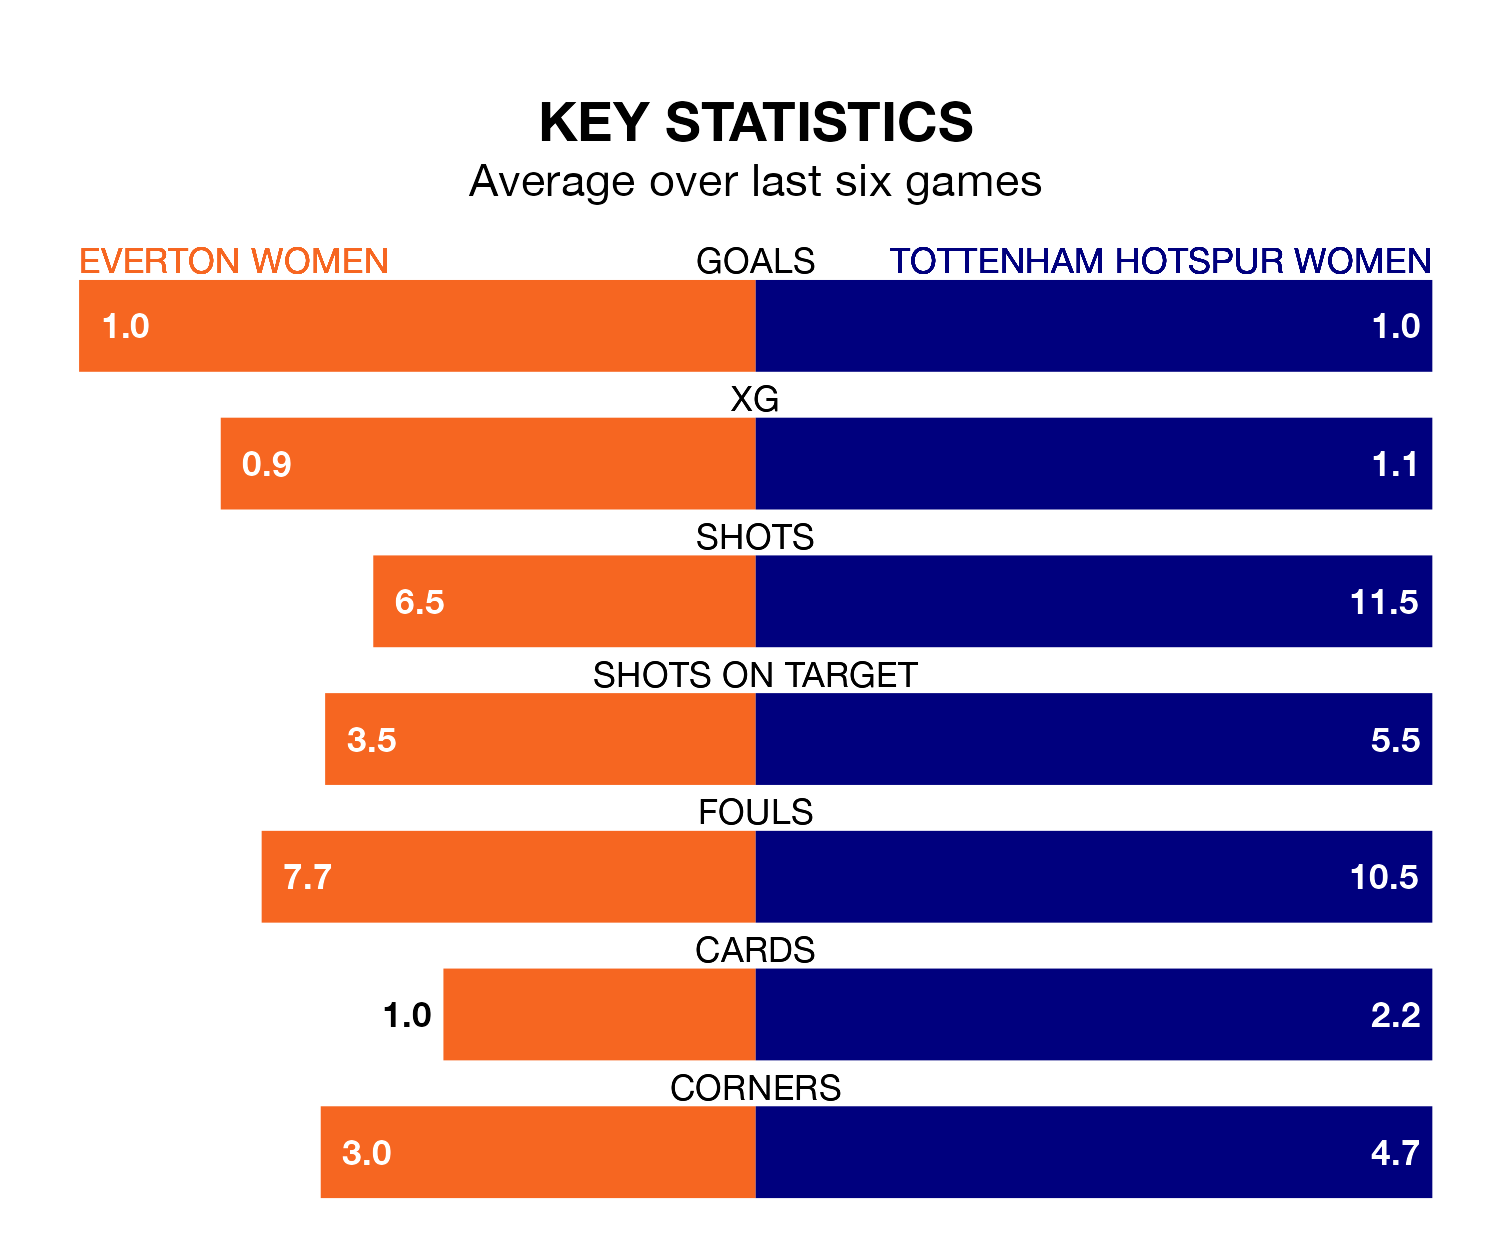 KEY STATISTICS
Average over last six games
EVERTON WOMEN GOALS TOTTENHAM HOTSPUR WOMEN
1.0 1.0
XG
0.9 1.1
SHOTS
6.5 11.5
SHOTS ON TARGET
3.5 5.5
FOULS
7.7 10.5
CARDS
1.0 2.2
CORNERS
3.0 4.7